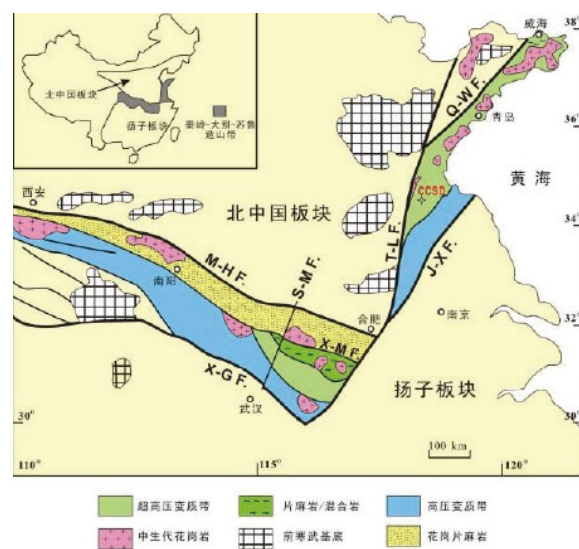 威海
38°
Q-W F.
北中国板块
扬子板块
秦岭-大别-苏鲁
造山带
青岛
36°
黄海
西安
CCSD
北中国板块
34°
T-L F.
J-X F.
M-H F.
S-M F.
南阳
合肥
南京
32°
X-M F.
X-G F.
扬子板块
武汉
30°
30°
100 km
110°
115°
120°
超高压变质带
片麻岩/混合岩
高压变质带
中生代花岗岩
前寒武基底
花岗片麻岩